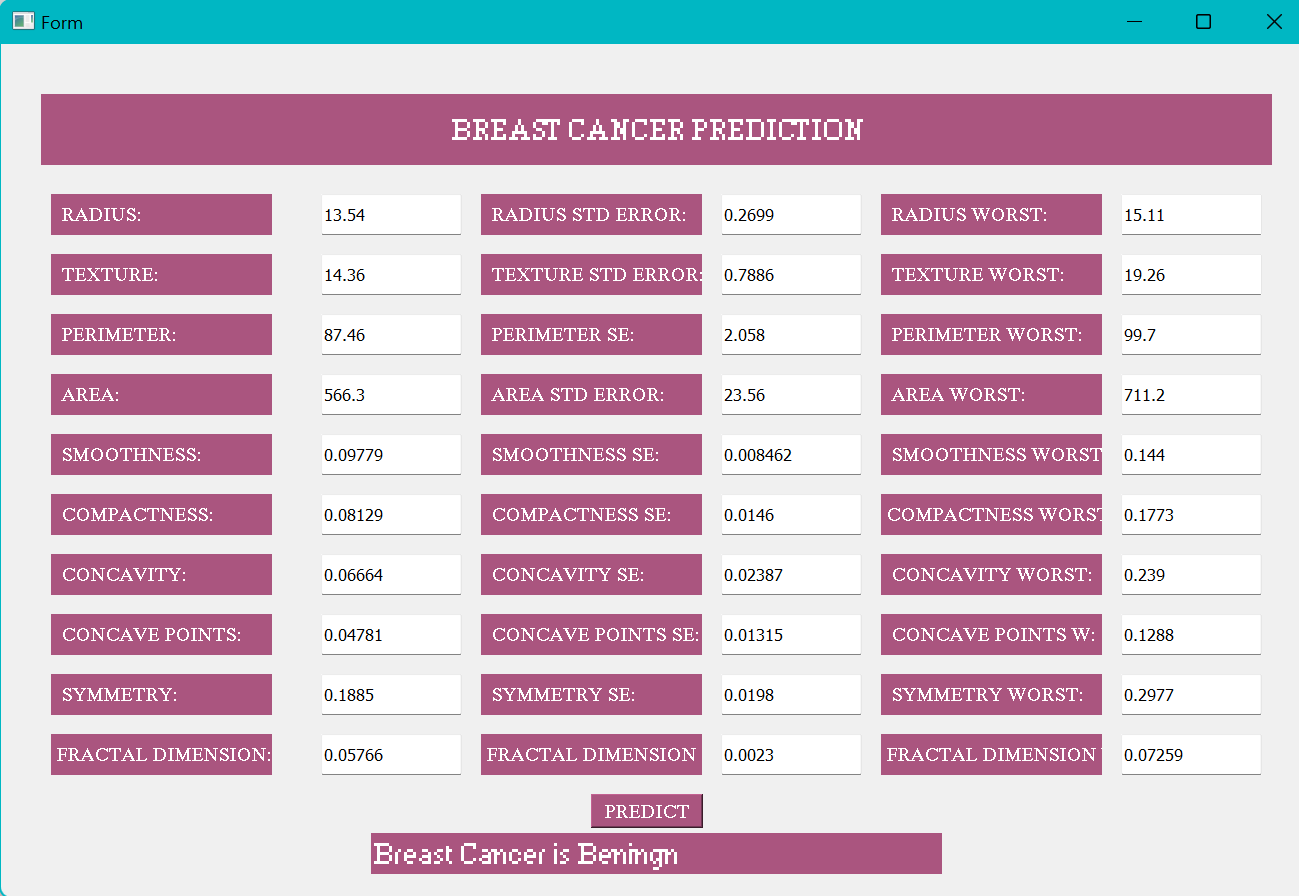 Form
BREAST CANCER PREDICTION
RADIUS: 13.54 RADIUS STD ERROR: 0.2699 RADIUS WORST: 15.11
TEXTURE: 14.36 TEXTURE STD ERROR: 0.7886 TEXTURE WORST: 19.26
PERIMETER: 87.46 PERIMETER SE: 2.058 PERIMETER WORST: 99.7
AREA: 566.3 AREA STD ERROR: 23.56 AREA WORST: 711.2
SMOOTHNESS: 0.09779 SMOOTHNESS SE: 0.008462 SMOOTHNESS WORST 0.144
COMPACTNESS: 0.08129 COMPACTNESS SE: 0.0146 COMPACTNESS WORST 0.1773
CONCAVITY: 0.06664 CONCAVITY SE: 0.02387 CONCAVITY WORST: 0.239
CONCAVE POINTS: 0.04781 CONCAVE POINTS SE: 0.01315 CONCAVE POINTS W: 0.1288
SYMMETRY: 0.1885 SYMMETRY SE: 0.0198 SYMMETRY WORST: 0.2977
FRACTAL DIMENSION: 0.05766 FRACTAL DIMENSION 0.0023 FRACTAL DIMENSION 0.07259
PREDICT
Breast Cancer is Beningn